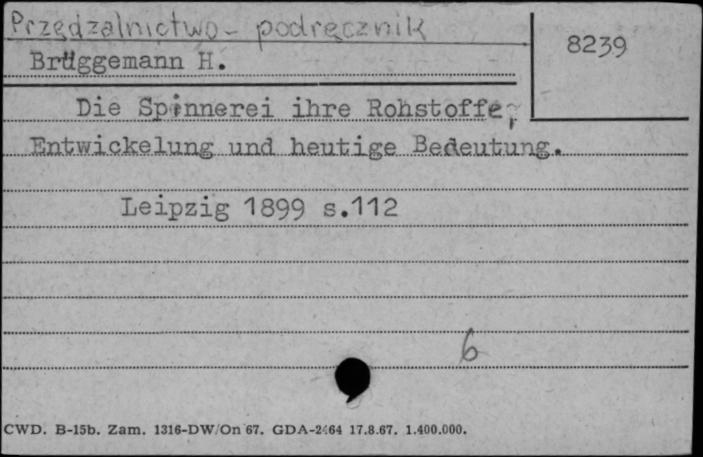 Przędzalnictwo - podręcznik
8239
Brüggemann H.
Die Spinnerei ihre Rohstoffe,
Entwickelung und heutige Bedeutung.
Leipzig 1899 s.112
6
CWD. B-15b. Zam. 1316-DW/On 67. GDA-2464 17.8.67. 1.400.000.